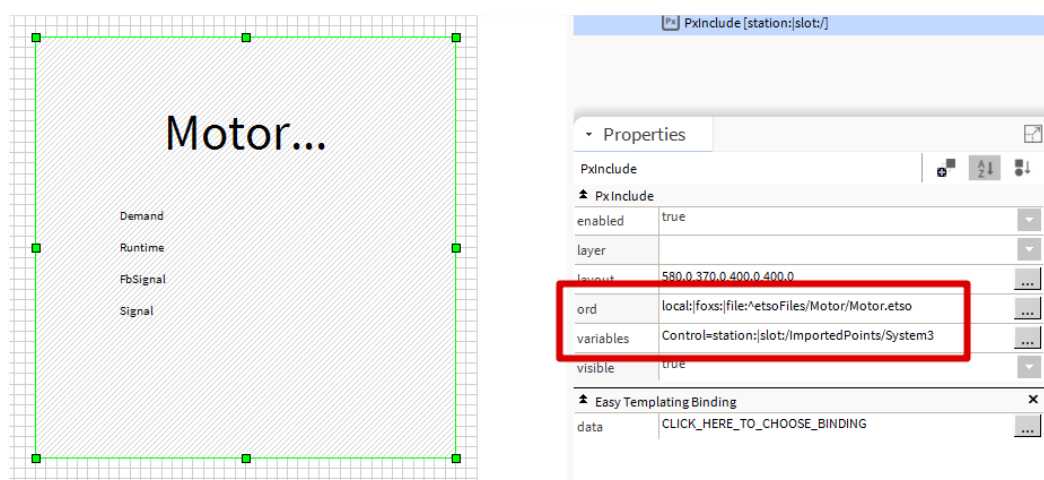 PxInclude [station:|slot:/]
Motor...
Demand
Runtime
FbSignal
Signal
Properties
PxInclude
PxInclude
enabled true
layer
layout 580.0,370.0,400.0,400.0
ord local:|foxs:|file:^etsoFiles/Motor/Motor.etso ...
variables Control=station:|slot:/ImportedPoints/System3 ...
visible true
Easy Templating Binding
data CLICK_HERE_TO_CHOOSE_BINDING ...